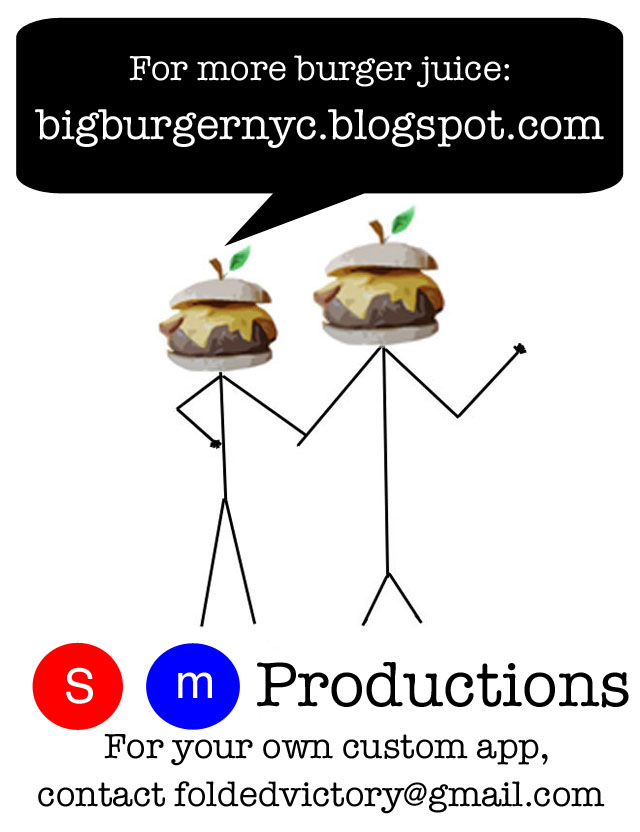 For more burger juice:
bigburgernyc.blogspot.com
S m Productions
For your own custom app,
contact foldedvictory@gmail.com